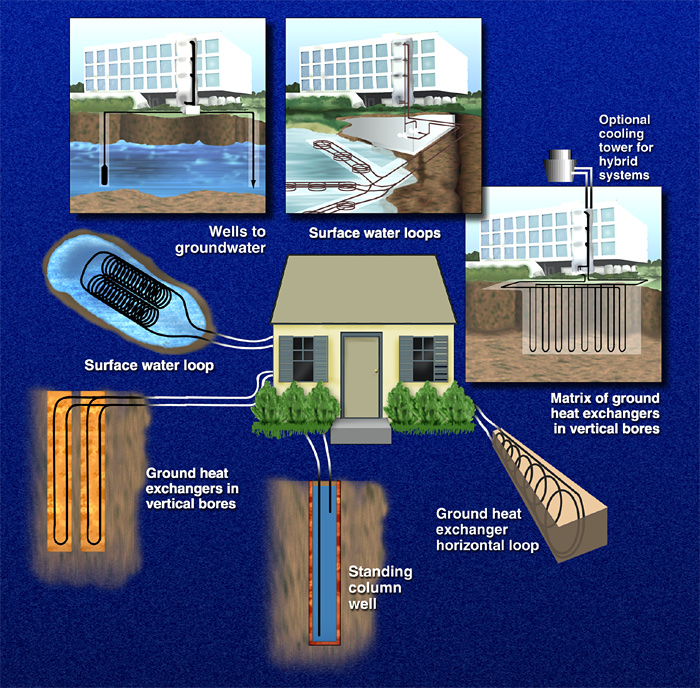 Optional
cooling
tower for
hybrid
systems
Wells to
groundwater
Surface water loops
Surface water loop
Matrix of ground
heat exchangers
in vertical bores
Ground heat
exchangers in
vertical bores
Ground heat
exchanger
horizontal loop
Standing
column
well